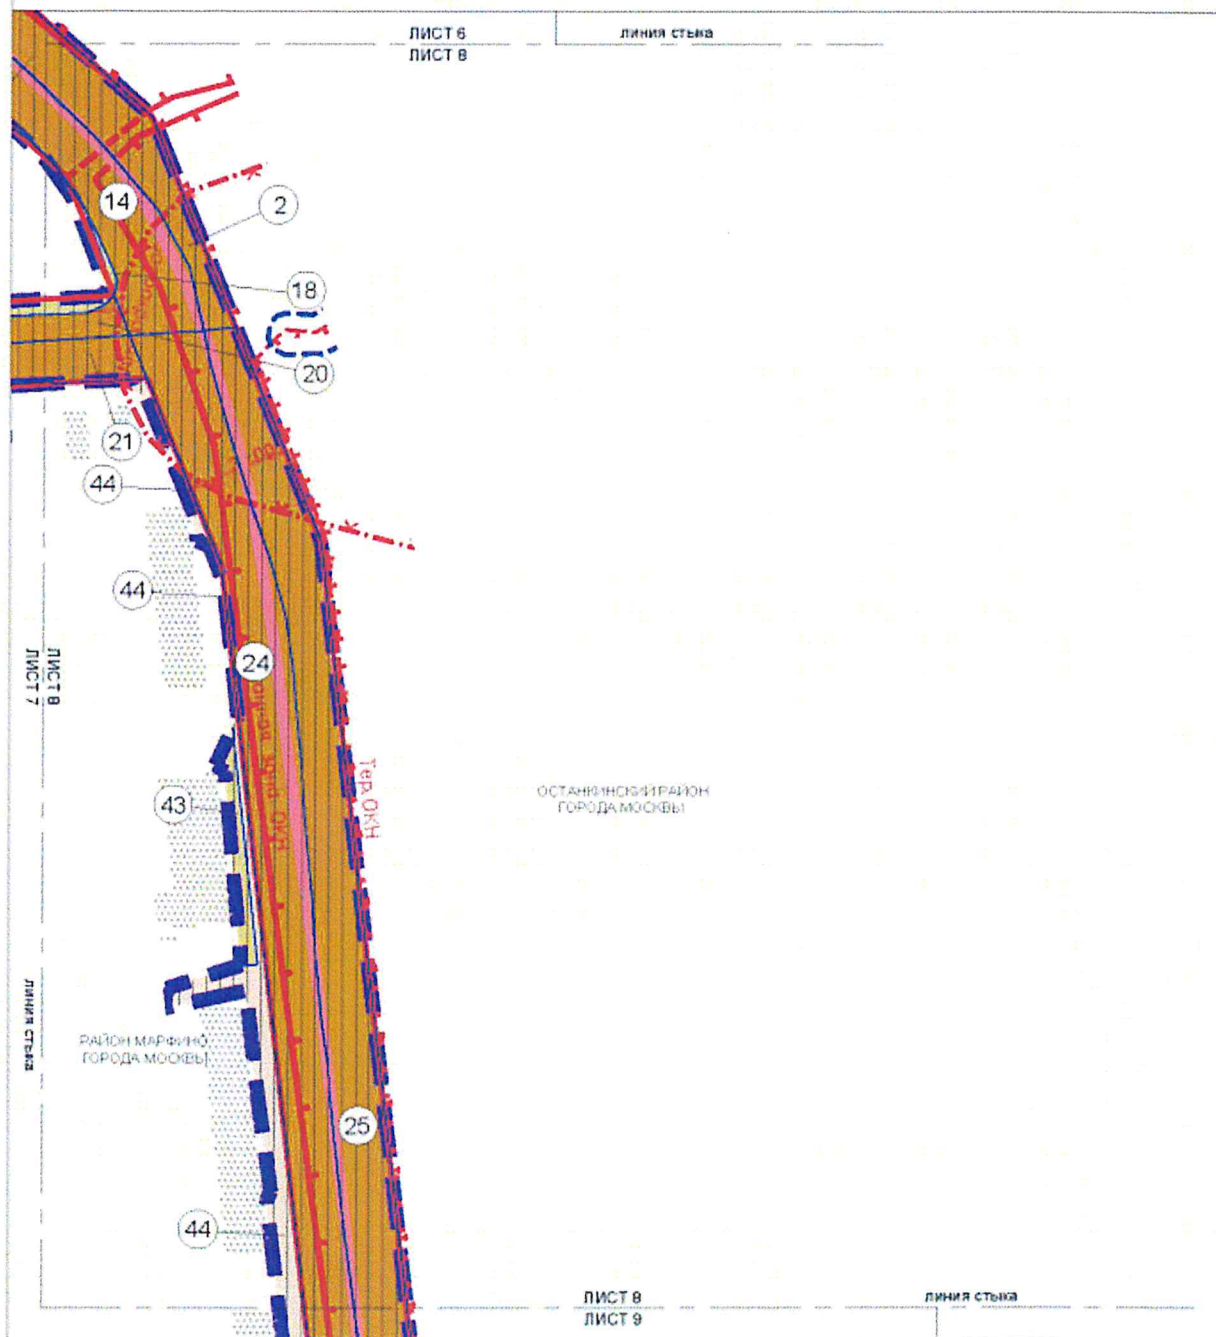 ЛИСТ 6
линия стыка
ЛИСТ 8
14
2
18
20
21
44
44
24
ЛИСТ 8
ЛИСТ 7
Тер.ОКН
43
ОСТАНКИНСКИЙ РАЙОН
ГОРОДА МОСКВЫ
линия стыка
РАЙОН МАРФИНО
ГОРОДА МОСКВЫ
25
44
ЛИСТ 8
линия стыка
ЛИСТ 9